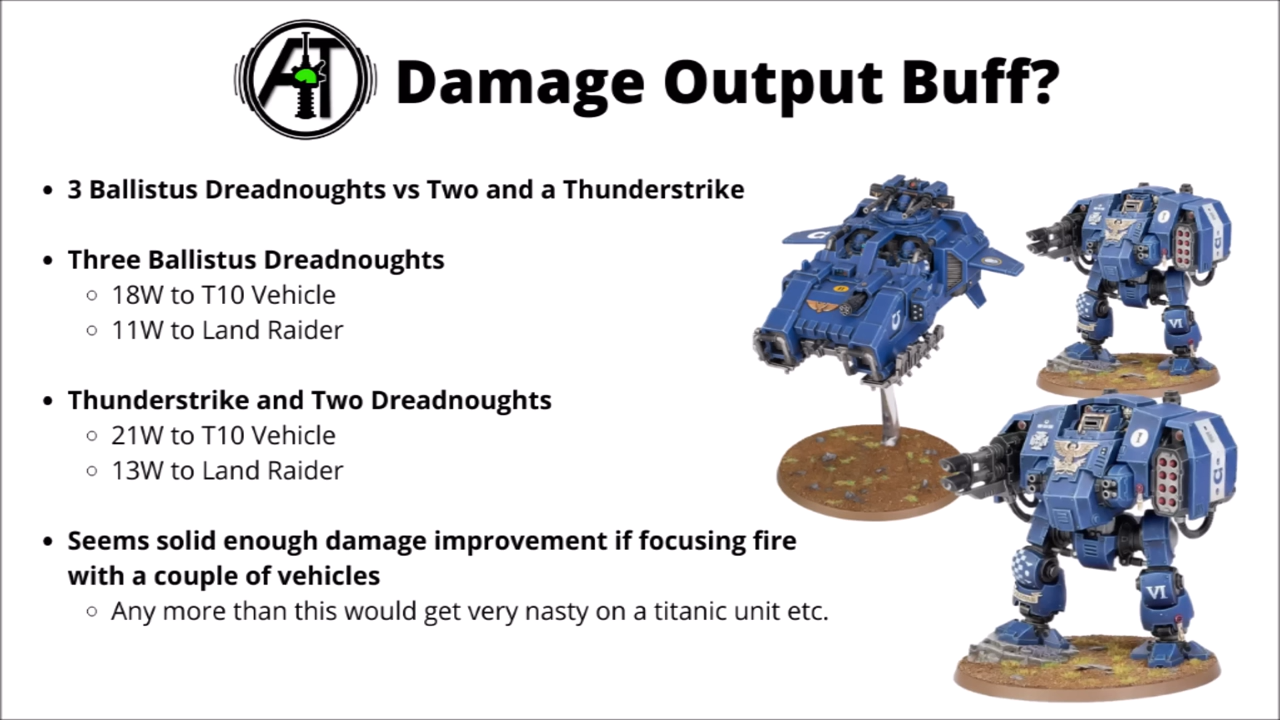 AT
Damage Output Buff?
• 3 Ballistus Dreadnoughts vs Two and a Thunderstrike
• Three Ballistus Dreadnoughts
○ 18W to T10 Vehicle
○ 11W to Land Raider
• Thunderstrike and Two Dreadnoughts
○ 21W to T10 Vehicle
○ 13W to Land Raider
• Seems solid enough damage improvement if focusing fire
with a couple of vehicles
○ Any more than this would get very nasty on a titanic unit etc.
VI
VI